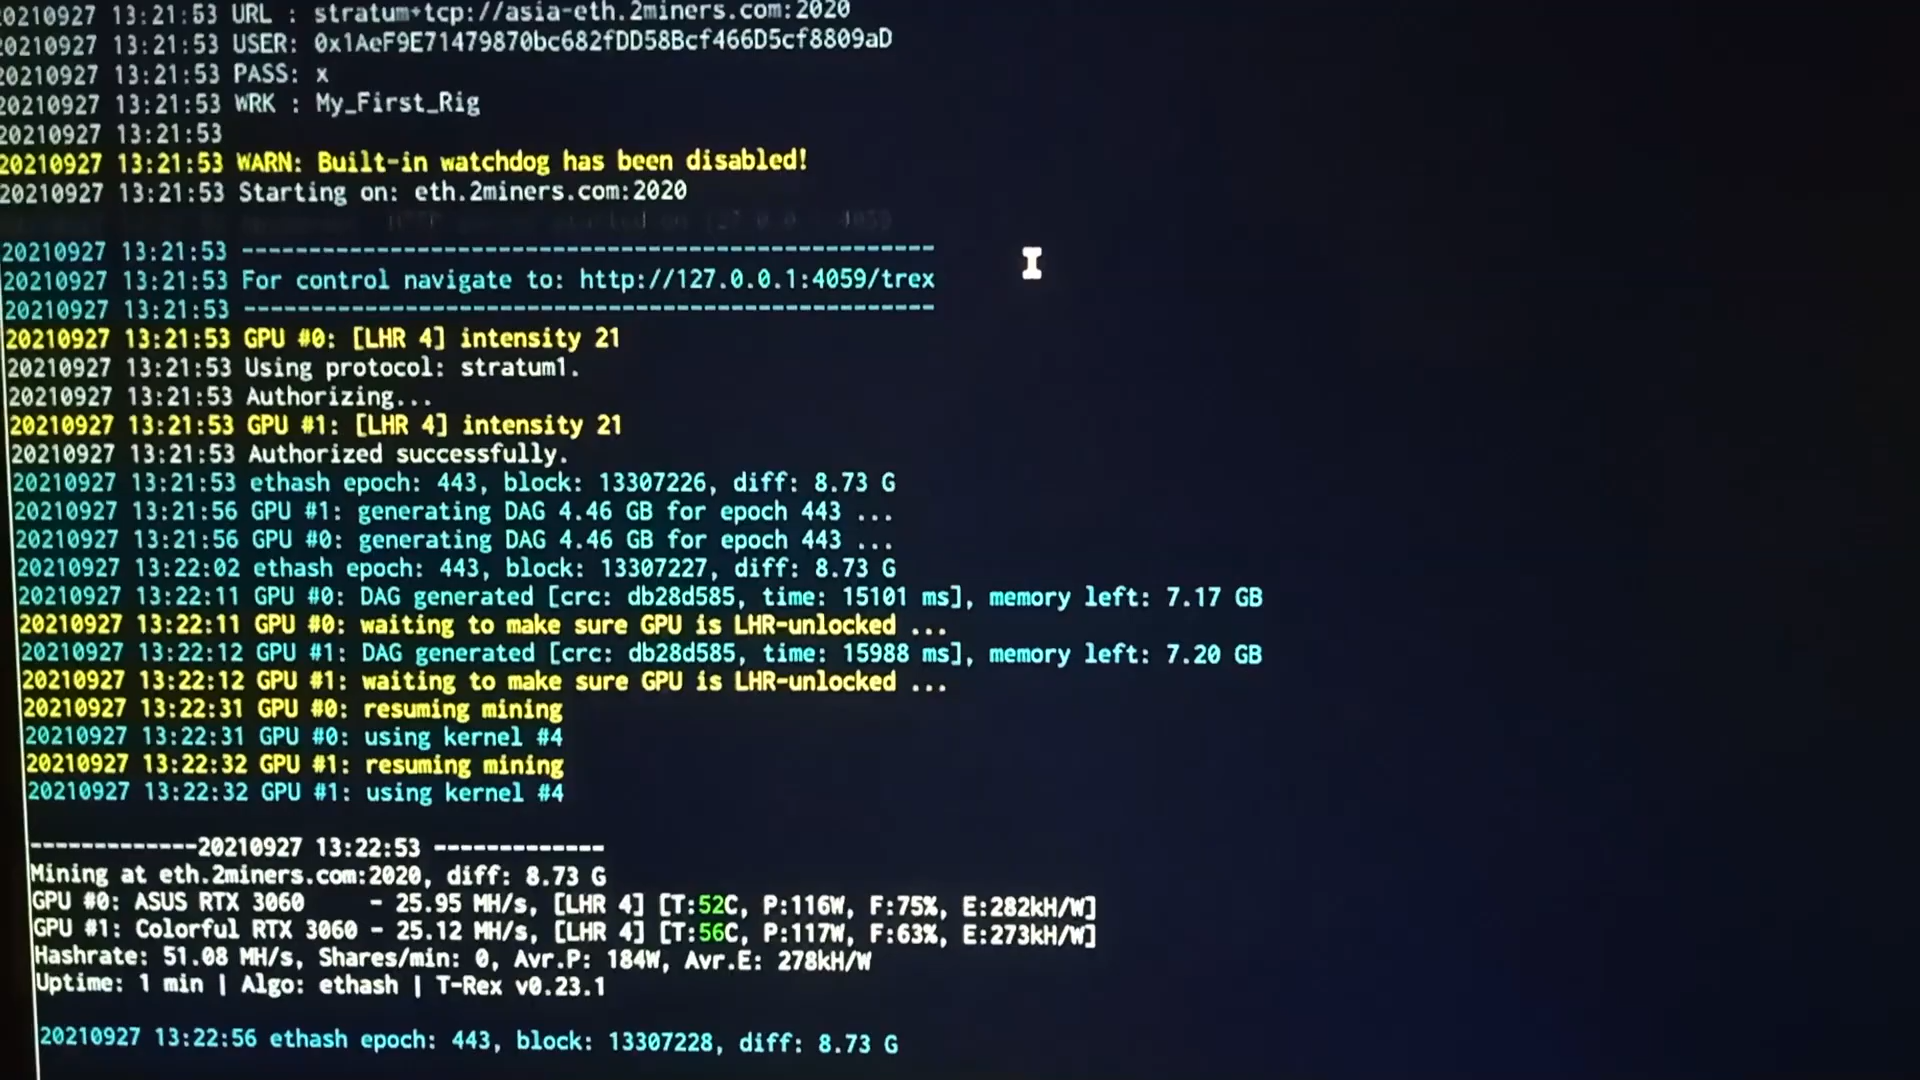 20210927 13:21:53 URL : stratum+tcp://asia-eth.2miners.com:2020
20210927 13:21:53 USER: 0x1AeF9E71479870bc682fDD58Bcf466D5cf8809aD
20210927 13:21:53 PASS: x
20210927 13:21:53 WRK : My_First_Rig
20210927 13:21:53
20210927 13:21:53 WARN: Built-in watchdog has been disabled!
20210927 13:21:53 Starting on: eth.2miners.com:2020
20210927 13:21:53 ---------------------------------------------------
20210927 13:21:53 For control navigate to: http://127.0.0.1:4059/trex
20210927 13:21:53 ---------------------------------------------------
20210927 13:21:53 GPU #0: [LHR 4] intensity 21
20210927 13:21:53 Using protocol: stratum1.
20210927 13:21:53 Authorizing...
20210927 13:21:53 GPU #1: [LHR 4] intensity 21
20210927 13:21:53 Authorized successfully.
20210927 13:21:53 ethash epoch: 443, block: 13307226, diff: 8.73 G
20210927 13:21:56 GPU #1: generating DAG 4.46 GB for epoch 443 ...
20210927 13:21:56 GPU #0: generating DAG 4.46 GB for epoch 443 ...
20210927 13:22:02 ethash epoch: 443, block: 13307227, diff: 8.73 G
20210927 13:22:11 GPU #0: DAG generated [crc: db28d585, time: 15101 ms], memory left: 7.17 GB
20210927 13:22:11 GPU #0: waiting to make sure GPU is LHR-unlocked ...
20210927 13:22:12 GPU #1: DAG generated [crc: db28d585, time: 15988 ms], memory left: 7.20 GB
20210927 13:22:12 GPU #1: waiting to make sure GPU is LHR-unlocked ...
20210927 13:22:31 GPU #0: resuming mining
20210927 13:22:31 GPU #0: using kernel #4
20210927 13:22:32 GPU #1: resuming mining
20210927 13:22:32 GPU #1: using kernel #4
-------------20210927 13:22:53 -------------
Mining at eth.2miners.com:2020, diff: 8.73 G
GPU #0: ASUS RTX 3060 - 25.95 MH/s, [LHR 4] [T:52C, P:116W, F:75%, E:282kH/W]
GPU #1: Colorful RTX 3060 - 25.12 MH/s, [LHR 4] [T:56C, P:117W, F:63%, E:273kH/W]
Hashrate: 51.08 MH/s, Shares/min: 0, Avr.P: 184W, Avr.E: 278kH/W
Uptime: 1 min | Algo: ethash | T-Rex v0.23.1
20210927 13:22:56 ethash epoch: 443, block: 13307228, diff: 8.73 G